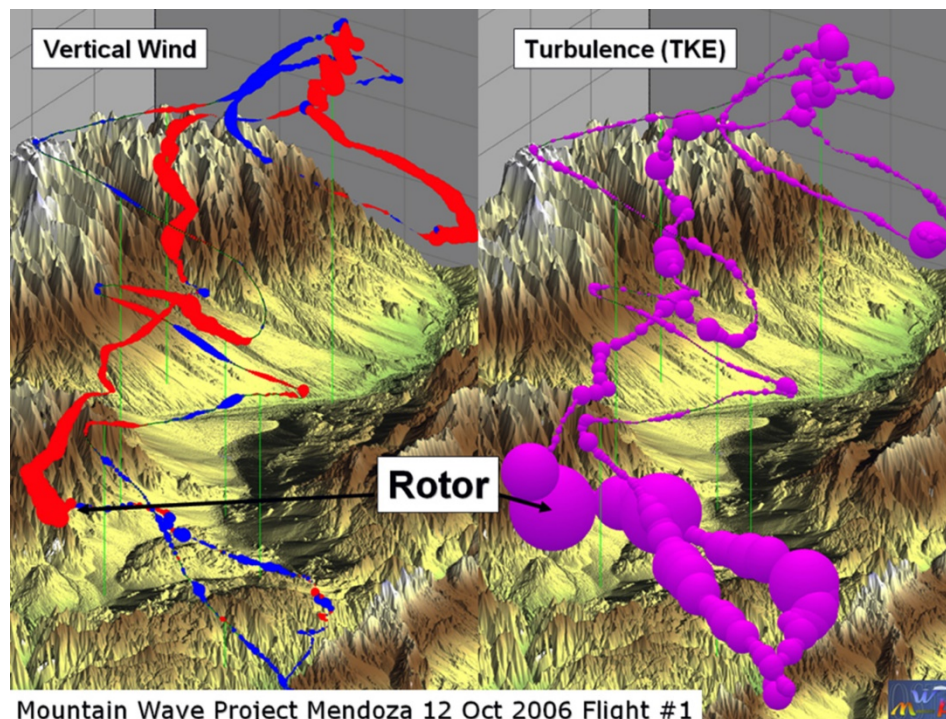 Vertical Wind
Turbulence (TKE)
Rotor
Mountain Wave Project Mendoza 12 Oct 2006 Flight #1